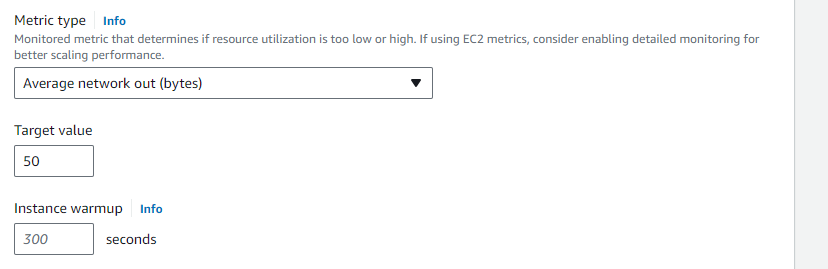 Metric type Info
Monitored metric that determines if resource utilization is too low or high. If using EC2 metrics, consider enabling detailed monitoring for
better scaling performance.
Average network out (bytes)
Target value
50
Instance warmup Info
300 seconds